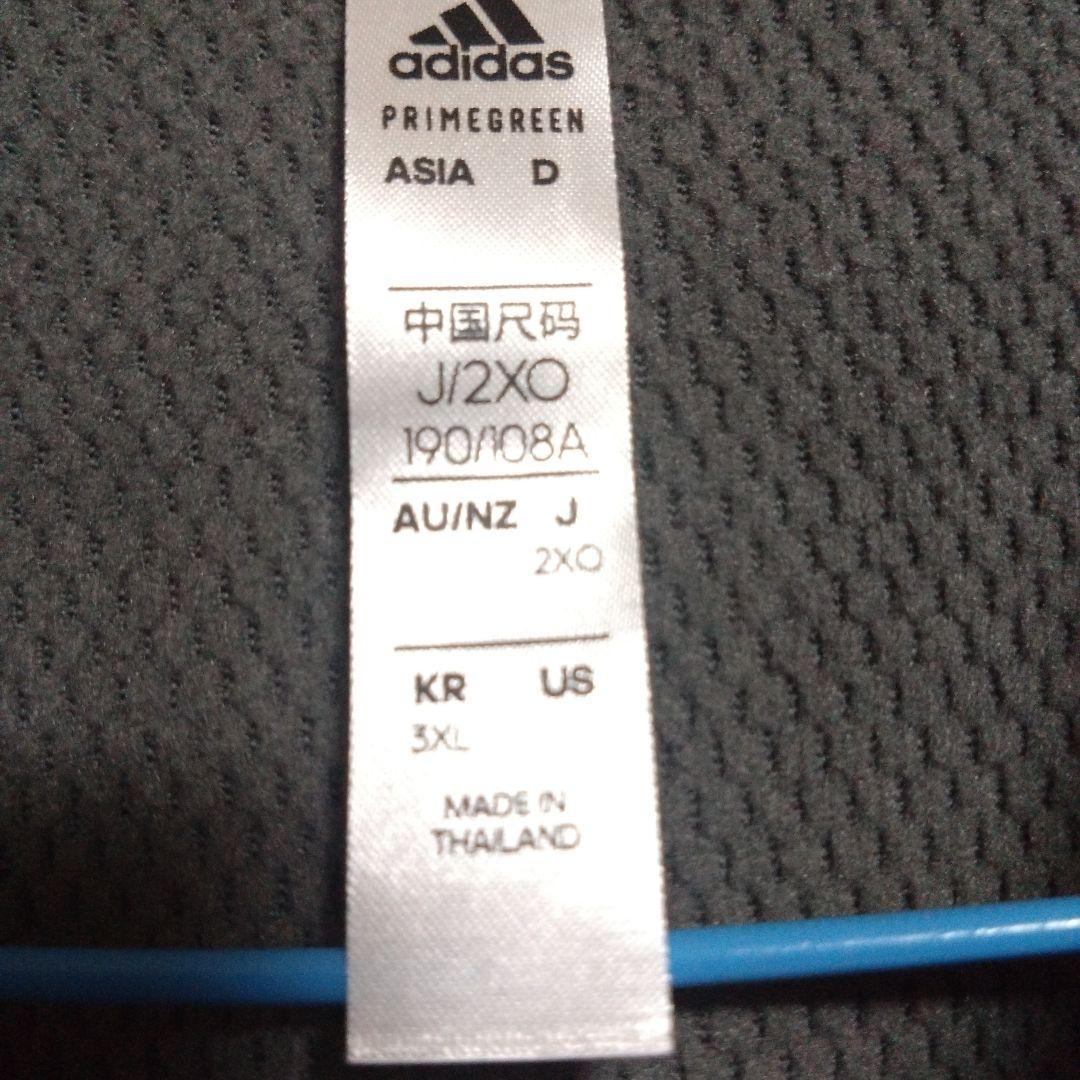 adidas
PRIMEGREEN
ASIA D
中国尺码
J/2XO
190/108A
AU/NZ J
2XO
KR US
3XL
MADE IN
THAILAND